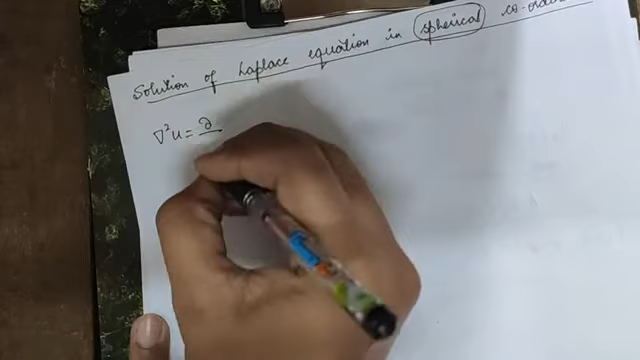 Solution of Laplace equation in spherical
∇²u = ∂